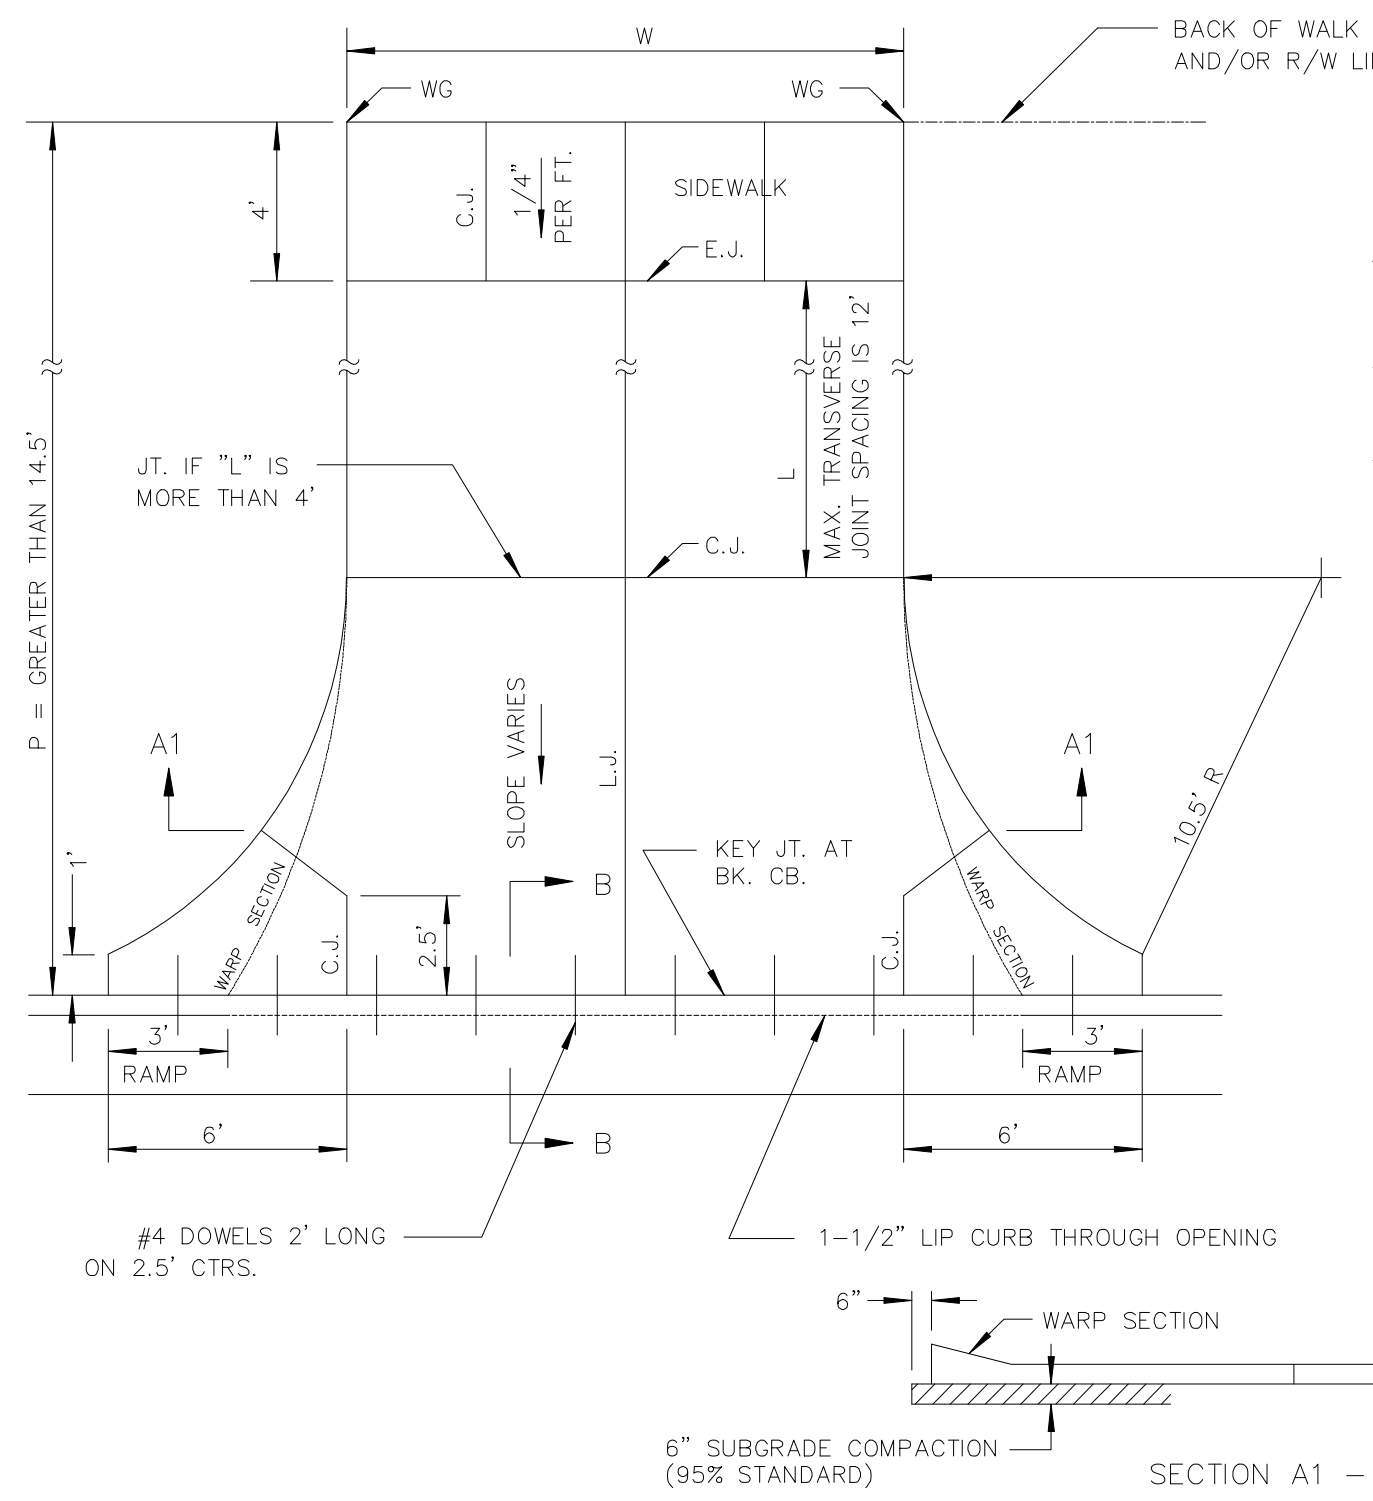 W
BACK OF WALK
AND/OR R/W
WG
WG
4'
C.J.
1/4"
PER FT.
SIDEWALK
E.J.
P = GREATER THAN 14.5'
JT. IF "L" IS
MORE THAN 4'
L
MAX. TRANSVERSE
JOINT SPACING IS 12'
C.J.
A1
A1
SLOPE VARIES
L.J.
10.5' R
1'
KEY JT. AT
BK. CB.
B
WARP SECTION
WARP SECTION
C.J.
2.5'
C.J.
3'
RAMP
3'
RAMP
6'
B
6'
#4 DOWELS 2' LONG
ON 2.5' CTRS.
1-1/2" LIP CURB THROUGH OPENING
6"
WARP SECTION
6" SUBGRADE COMPACTION
(95% STANDARD)
SECTION A1 –